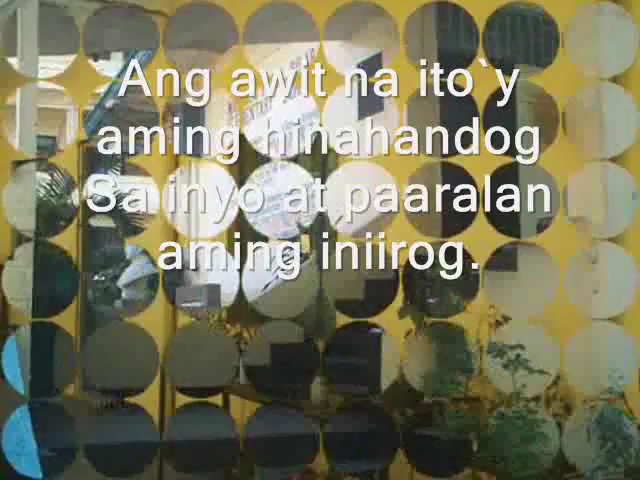 Ang awit na ito`y
aming hinahandog
Sa inyo at paaralan
aming iniirog.